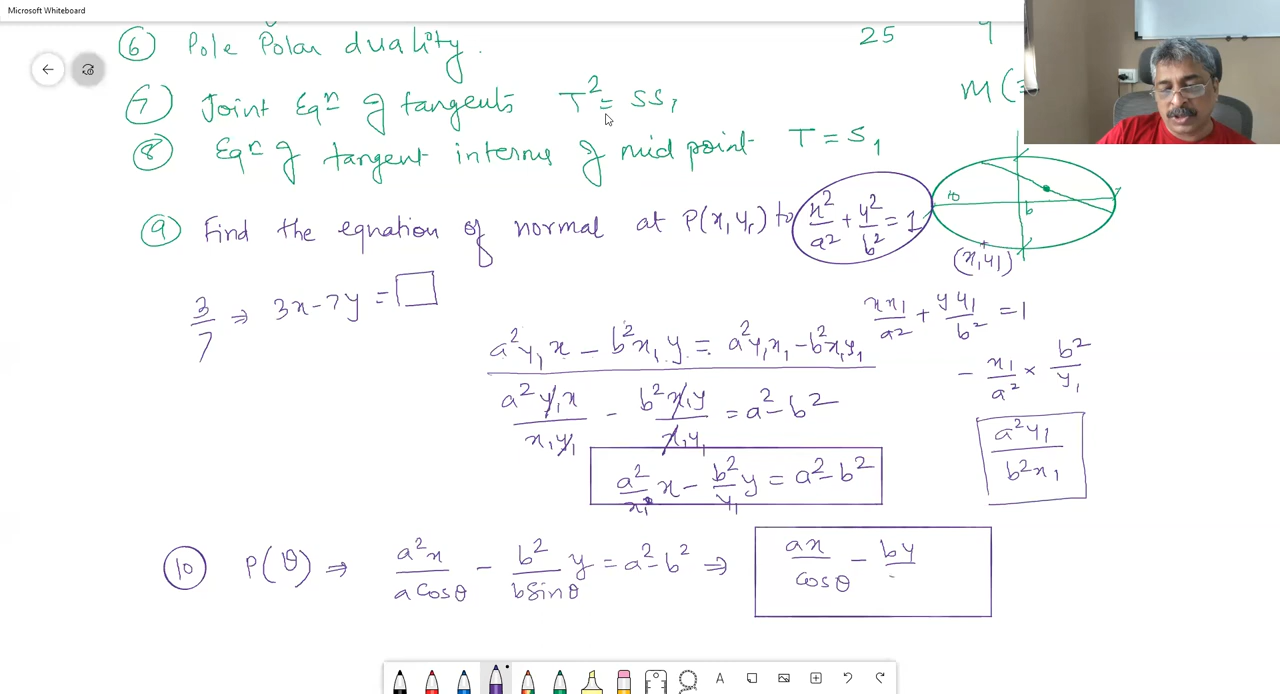 Microsoft Whiteboard
⑥ Pole Polar duality.
25
⑦ Joint Eqn of tangents T² = SS₁
m(=
⑧ Eqn of tangent interms of mid point T = S₁
⑨ Find the equation of normal at P(x₁y₁) to x²/a² + y²/b² = 1
b
(x₁y₁)
3/7 ⇒ 3x - 7y = □
xx₁/a² + yy₁/b² = 1
a²y₁x - b²x₁y = a²y₁x₁ - b²x₁y₁
- x₁/a² × b²/y₁
a²y₁x/x₁y₁ - b²x₁y/x₁y₁ = a² - b²
a²y₁/b²x₁
a²/x₁ x - b²/y₁ y = a² - b²
⑩ P(θ) ⇒ a²x/a cosθ - b²/b sinθ y = a² - b² ⇒ ax/cosθ - by/
A